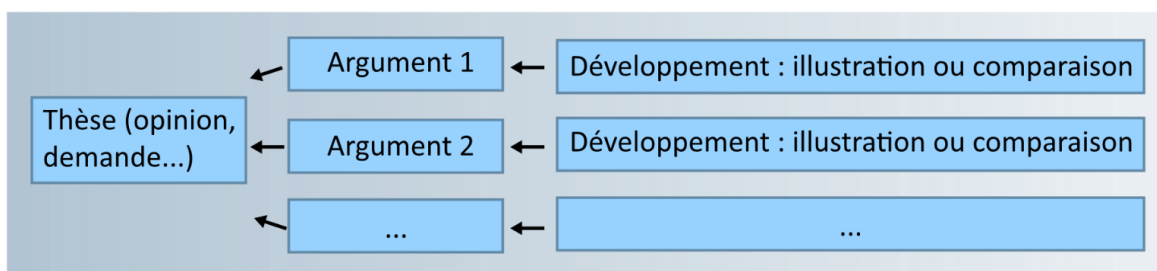 Argument 1
Développement : illustration ou comparaison
Thèse (opinion,
demande...)
Argument 2
Développement : illustration ou comparaison
...
...